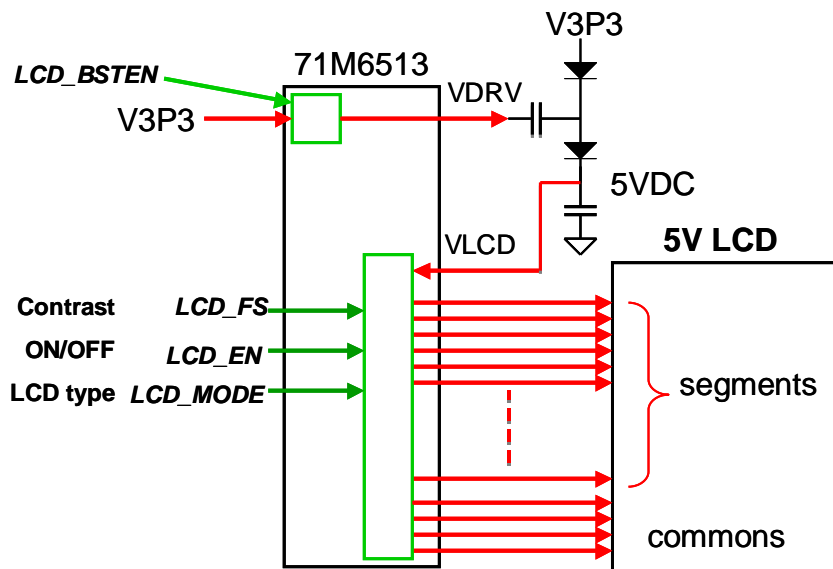 V3P3
71M6513
LCD_BSTEN
VDRV
V3P3
5VDC
VLCD
5V LCD
Contrast LCD_FS
ON/OFF LCD_EN
LCD type LCD_MODE
segments
commons